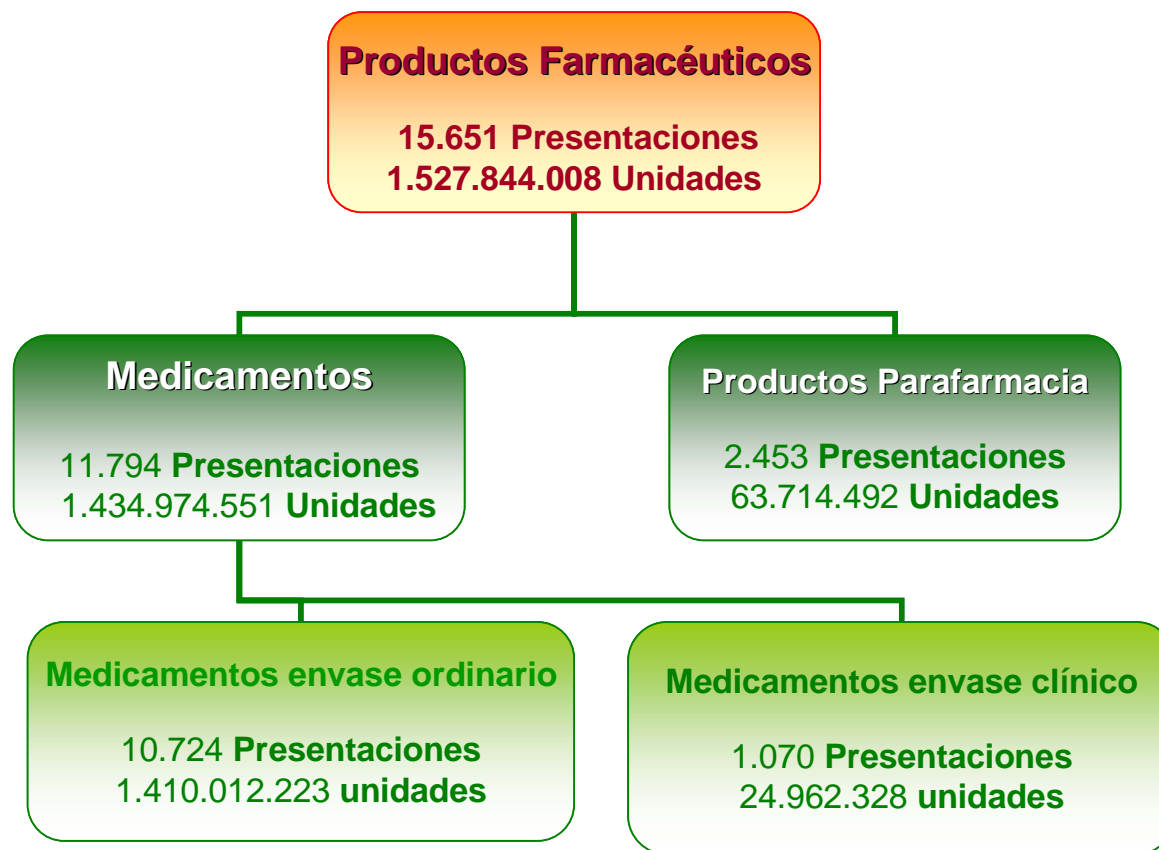 Productos Farmacéuticos
15.651 Presentaciones
1.527.844.008 Unidades
Medicamentos
11.794 Presentaciones
1.434.974.551 Unidades
Productos Parafarmacia
2.453 Presentaciones
63.714.492 Unidades
Medicamentos envase ordinario
10.724 Presentaciones
1.410.012.223 unidades
Medicamentos envase clínico
1.070 Presentaciones
24.962.328 unidades